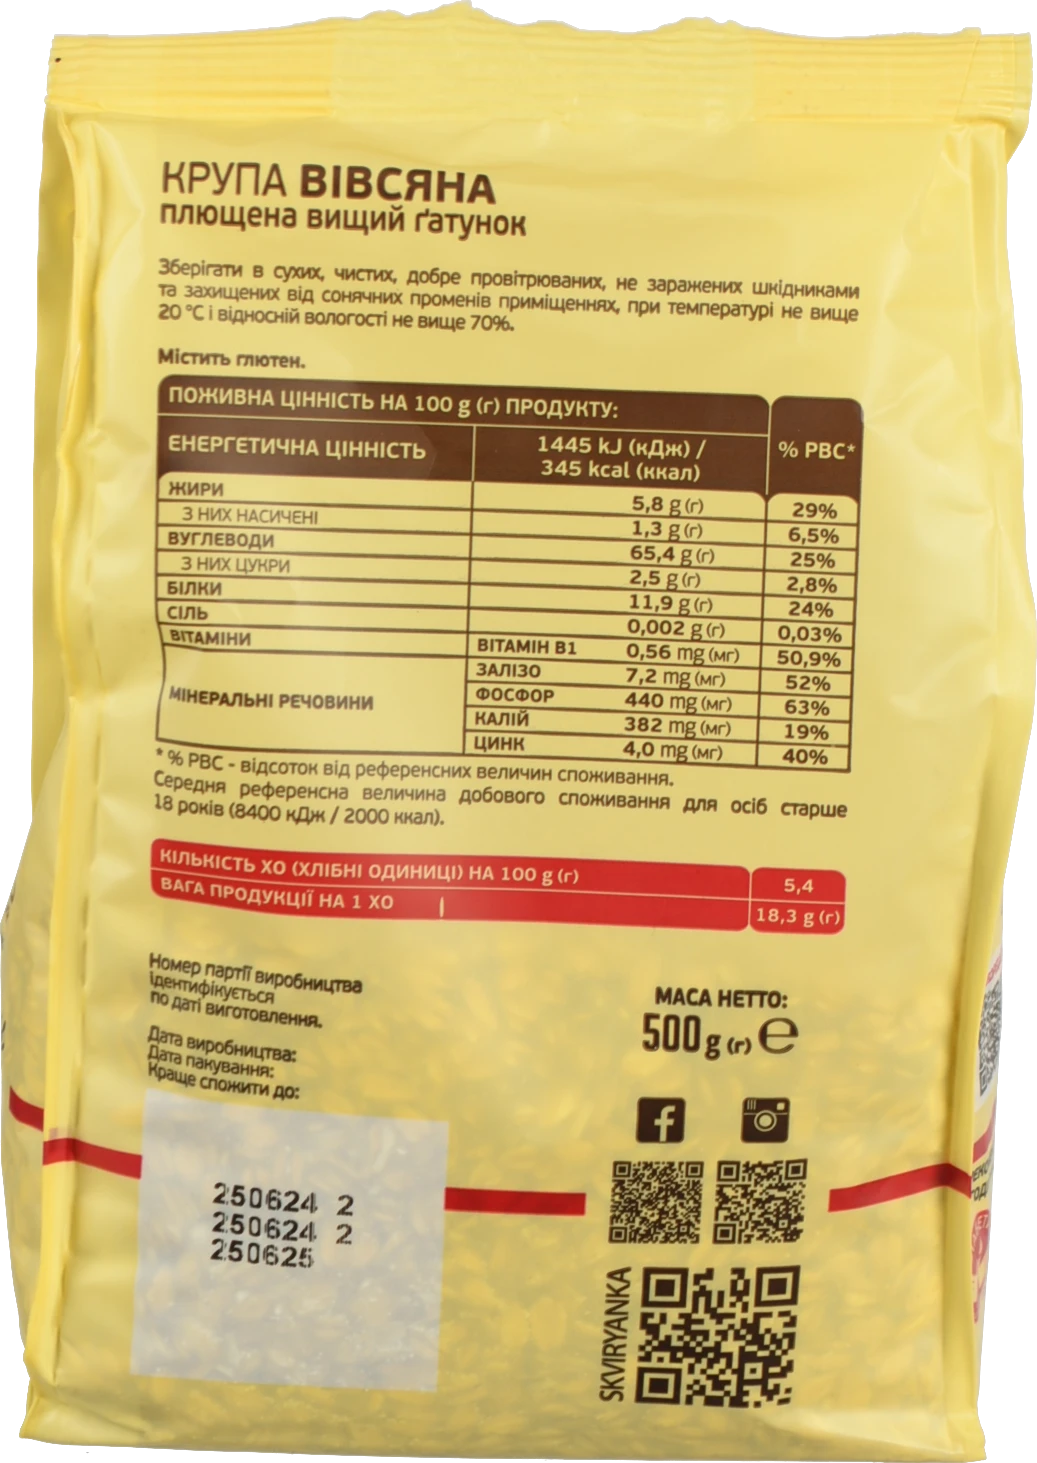 КРУПА ВІВСЯНА
плющена вищий ґатунок
Зберігати в сухих, чистих, добре провітрюваних, не заражених шкідниками
та захищених від сонячних променів приміщеннях, при температурі не вище
20 °С і відносній вологості не вище 70%.
Містить глютен.
ПОЖИВНА ЦІННІСТЬ НА 100 g (г) ПРОДУКТУ:
% РВС*
ЕНЕРГЕТИЧНА ЦІННІСТЬ 1445 kJ (кДж) /
345 kcal (ккал)
ЖИРИ 5,8 g (г) 29%
З НИХ НАСИЧЕНІ 1,3 g (г) 6,5%
ВУГЛЕВОДИ 65,4 g (г) 25%
З НИХ ЦУКРИ 2,5 g (г) 2,8%
БІЛКИ 11,9 g (г) 24%
СІЛЬ 0,002 g (г) 0,03%
ВІТАМІНИ ВІТАМІН В1 0,56 mg (мг) 50,9%
МІНЕРАЛЬНІ РЕЧОВИНИ ЗАЛІЗО 7,2 mg (мг) 52%
ФОСФОР 440 mg (мг) 63%
КАЛІЙ 382 mg (мг) 19%
ЦИНК 4,0 mg (мг) 40%
* % РВС - відсоток від референсних величин споживання.
Середня референсна величина добового споживання для осіб старше
18 років (8400 кДж / 2000 ккал).
КІЛЬКІСТЬ ХО (ХЛІБНІ ОДИНИЦІ) НА 100 g (г) 5,4
ВАГА ПРОДУКЦІЇ НА 1 ХО 18,3 g (г)
Номер партії виробництва
ідентифікується
по даті виготовлення.
Дата виробництва:
Дата пакування:
Краще спожити до:
250624 2
250624 2
250625
МАСА НЕТТО:
500 g (г) ℮
SKVIRYANKA